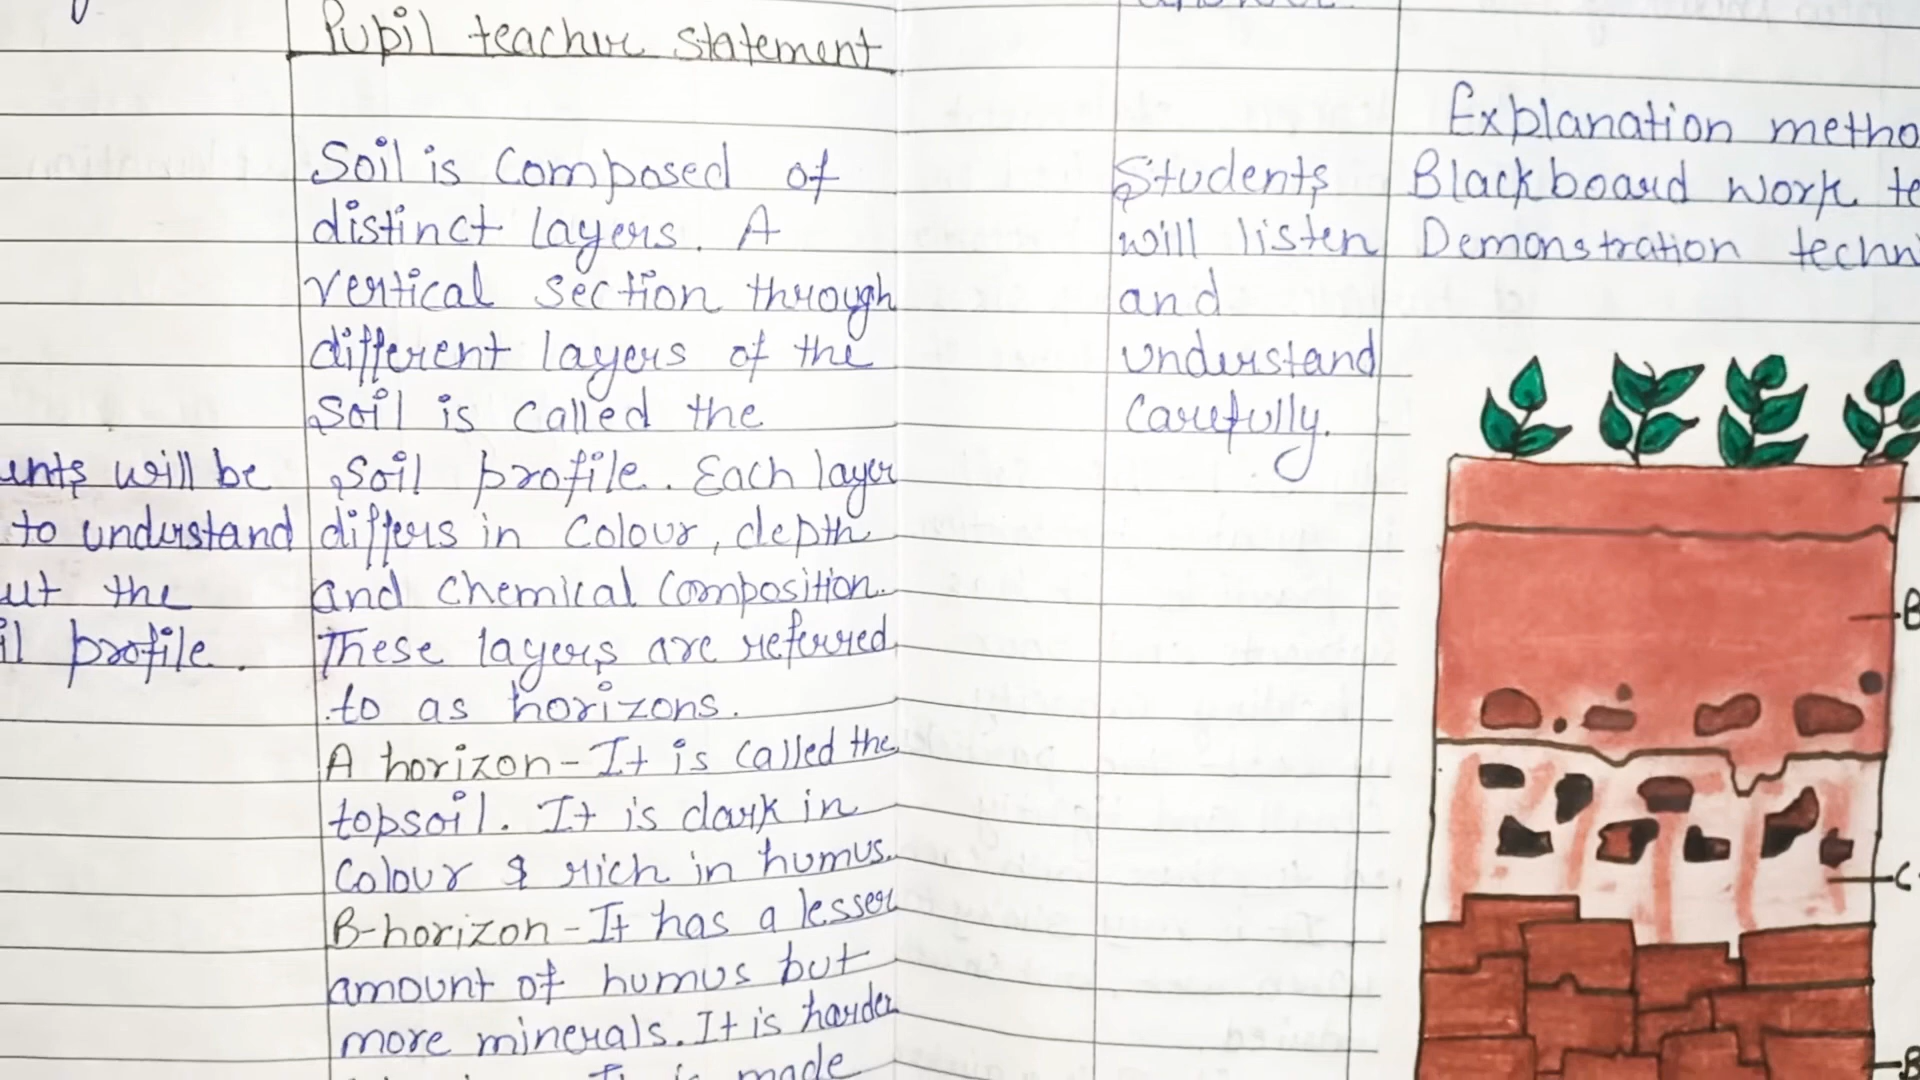 Pupil teacher statement
Soil is composed of
distinct layers. A
vertical section through
different layers of the
soil is called the
soil profile. Each layer
differs in colour, depth
and chemical composition.
These layers are referred
to as horizons.
A horizon - It is called the
topsoil. It is dark in
colour & rich in humus.
B-horizon - It has a lesser
amount of humus but
more minerals. It is harder
is made
will be
to understand
the
profile.
Students
will listen
and
understand
carefully.
Explanation metho
Blackboard work te
Demonstration techn
B
C
B